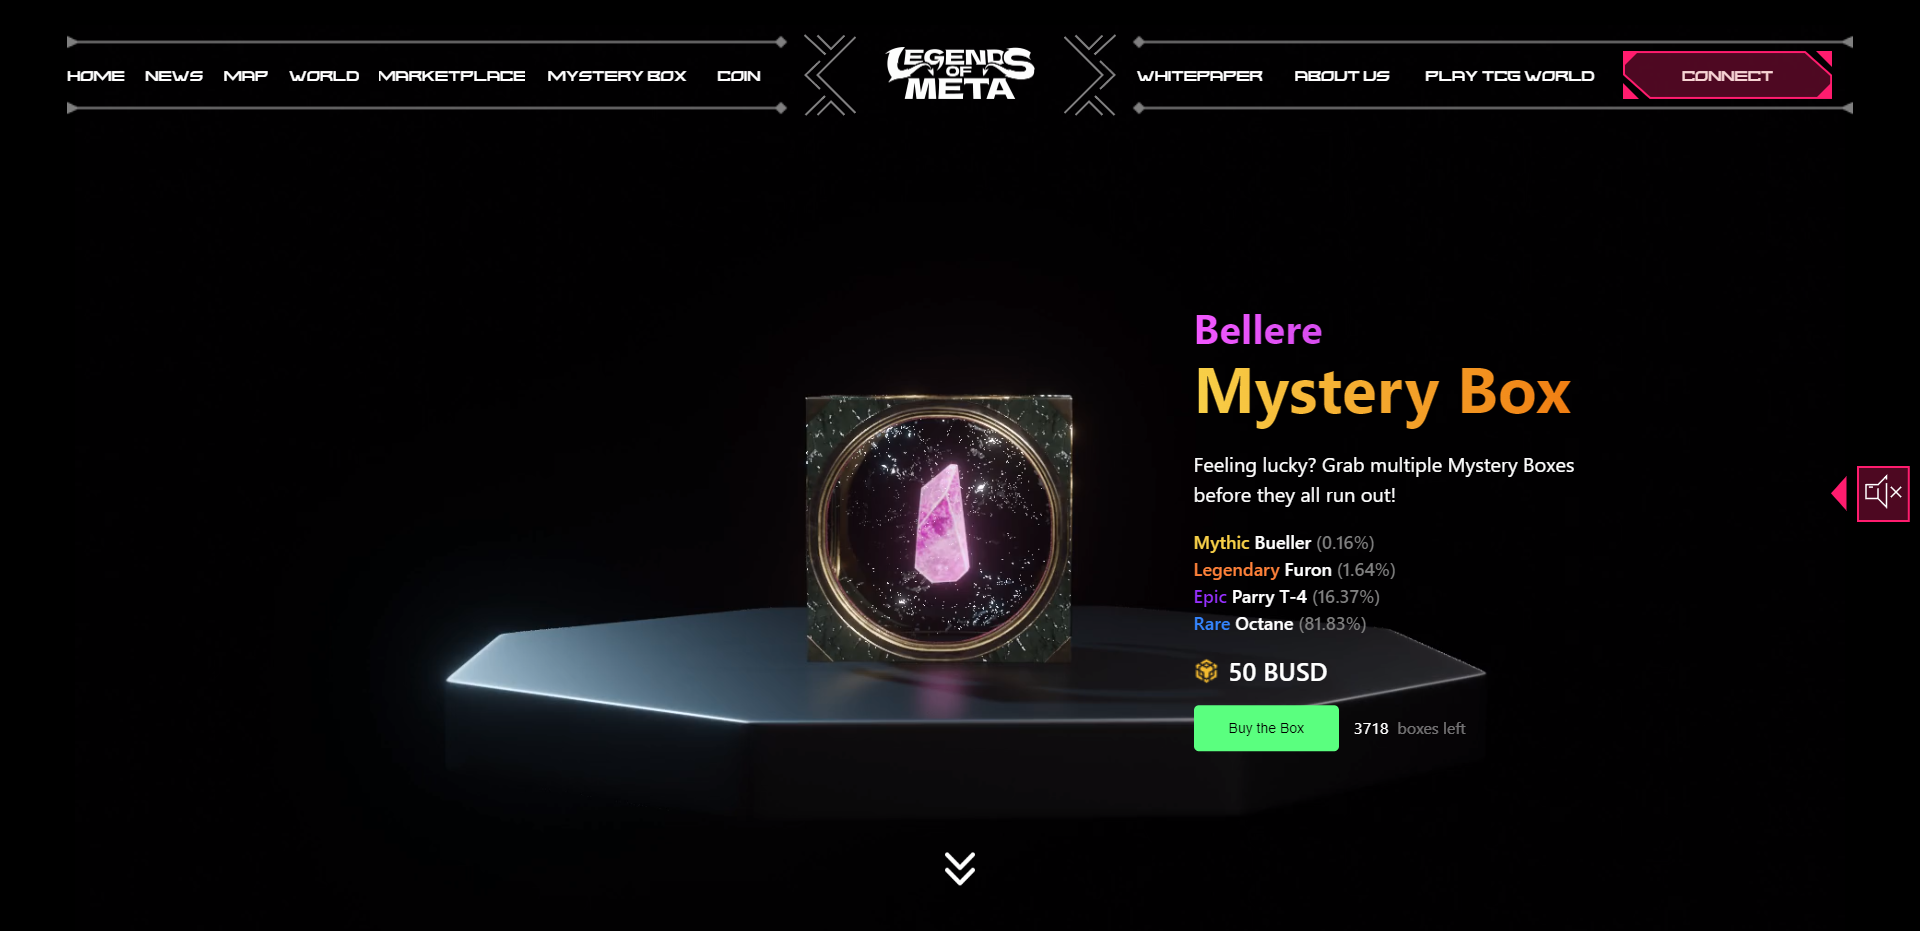 HOME NEWS MAP WORLD MARKETPLACE MYSTERY BOX COIN
LEGENDS
OF
META
WHITEPAPER ABOUT US PLAY TCG WORLD CONNECT
Bellere
Mystery Box
Feeling lucky? Grab multiple Mystery Boxes
before they all run out!
Mythic Bueller (0.16%)
Legendary Furon (1.64%)
Epic Parry T-4 (16.37%)
Rare Octane (81.83%)
50 BUSD
Buy the Box 3718 boxes left